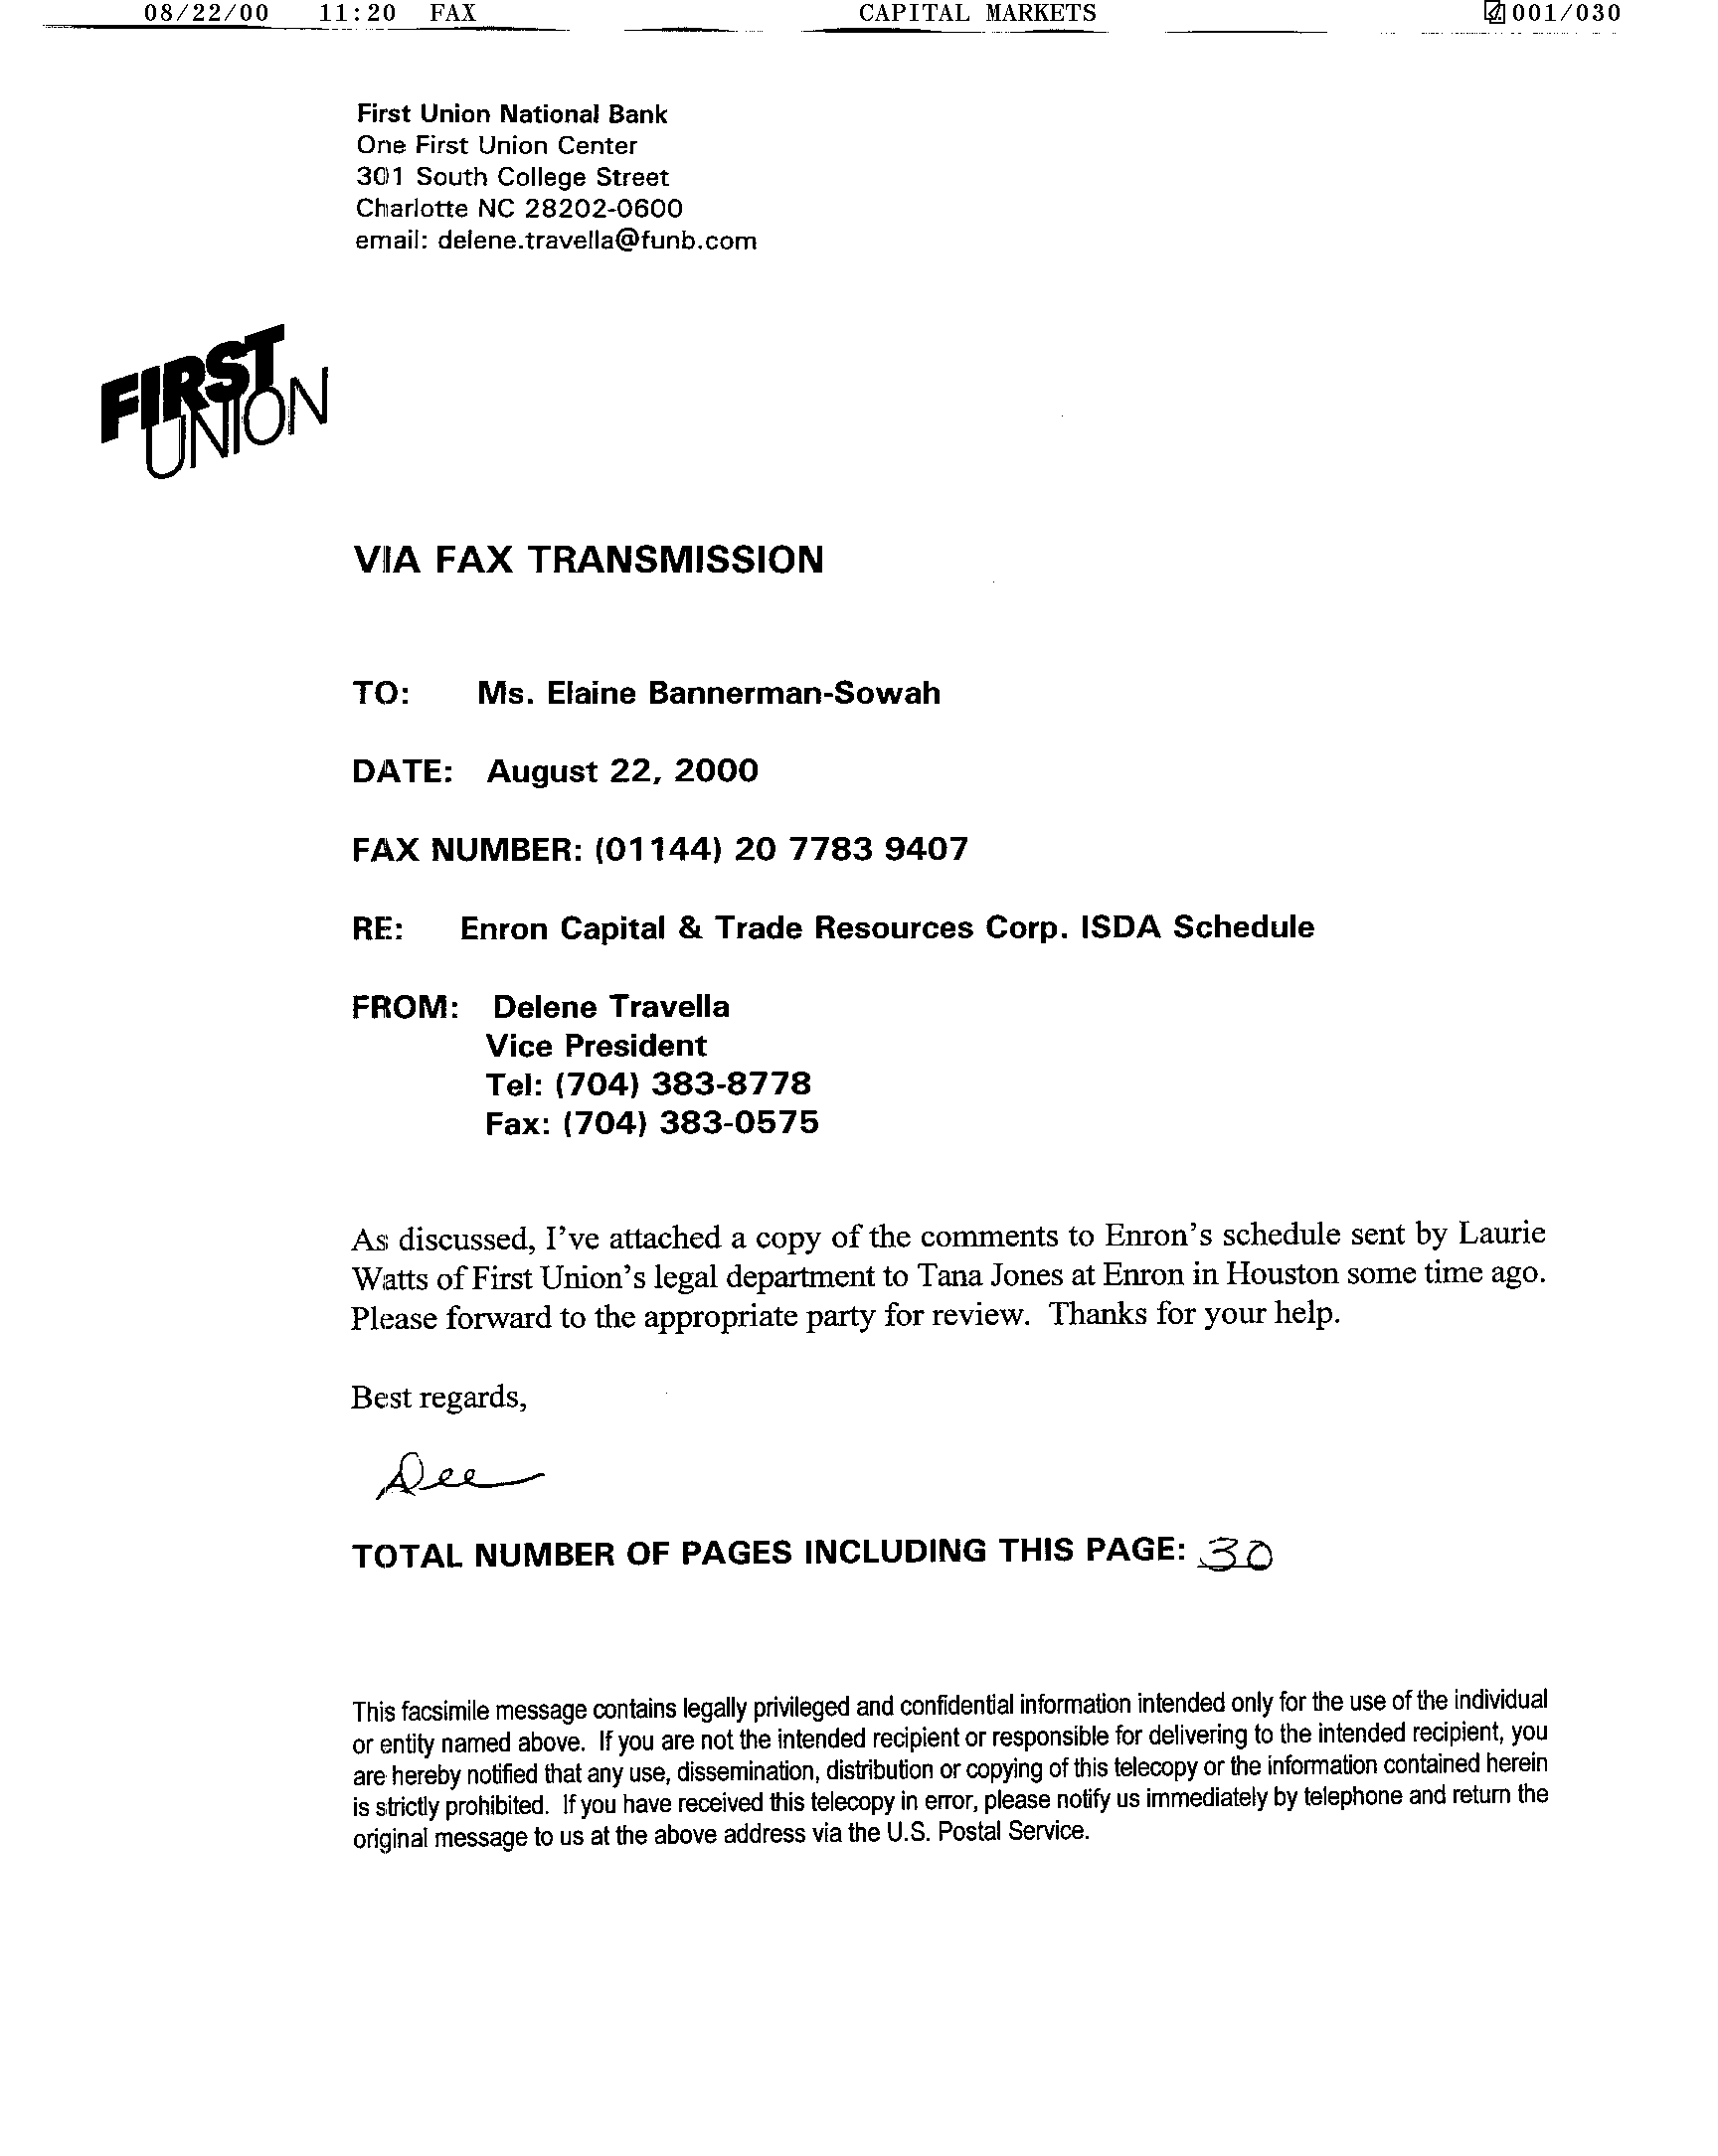 08/22/00 11:20 FAX CAPITAL MARKETS 001/030
First Union National Bank
One First Union Center
301 South College Street
Charlotte NC 28202-0600
email: delene.travella@funb.com
FIRST
UNION
VIA FAX TRANSMISSION
TO: Ms. Elaine Bannerman-Sowah
DATE: August 22, 2000
FAX NUMBER: (01144) 20 7783 9407
RE: Enron Capital & Trade Resources Corp. ISDA Schedule
FROM: Delene Travella
Vice President
Tel: (704) 383-8778
Fax: (704) 383-0575
As discussed, I've attached a copy of the comments to Enron's schedule sent by Laurie
Watts of First Union's legal department to Tana Jones at Enron in Houston some time ago.
Please forward to the appropriate party for review. Thanks for your help.
Best regards,
Dee
TOTAL NUMBER OF PAGES INCLUDING THIS PAGE: 30
This facsimile message contains legally privileged and confidential information intended only for the use of the individual
or entity named above. If you are not the intended recipient or responsible for delivering to the intended recipient, you
are hereby notified that any use, dissemination, distribution or copying of this telecopy or the information contained herein
is strictly prohibited. If you have received this telecopy in error, please notify us immediately by telephone and return the
original message to us at the above address via the U.S. Postal Service.